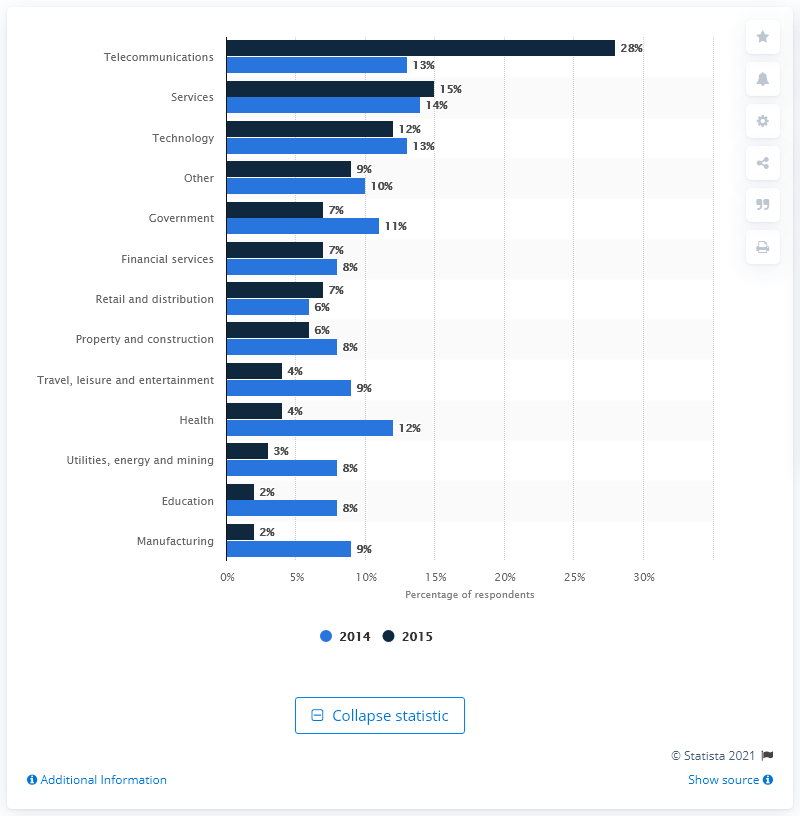 Telecommunications
28%
13%
Services
15%
14%
Technology
12%
13%
Other
9%
10%
Government
7%
11%
Financial services
7%
8%
Retail and distribution
7%
6%
Property and construction
6%
8%
Travel, leisure and entertainment
4%
9%
Health
4%
12%
Utilities, energy and mining
3%
8%
Education
2%
8%
Manufacturing
2%
9%
0% 5% 10% 15% 20% 25% 30%
Percentage of respondents
2014 2015
Collapse statistic
© Statista 2021
Additional Information
Show source